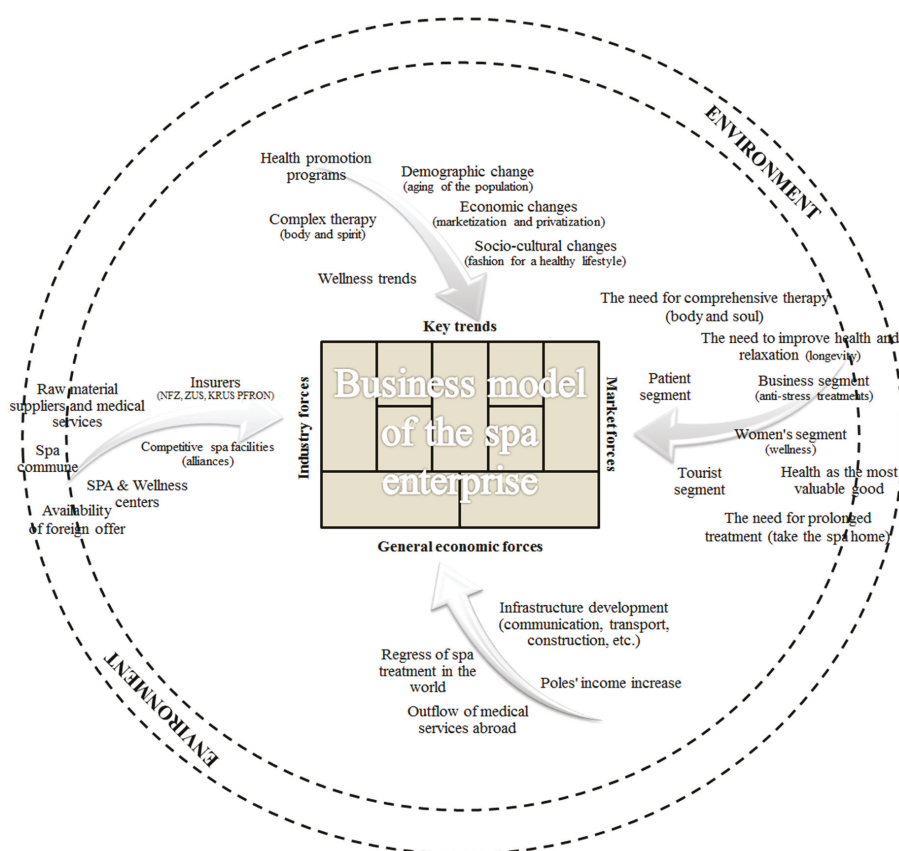 ENVIRONMENT
Health promotion
programs
Demographic change
(aging of the population)
Economic changes
(marketization and privatization)
Complex therapy
(body and spirit)
Socio-cultural changes
(fashion for a healthy lifestyle)
Wellness trends
Key trends
The need for comprehensive therapy
(body and soul)
The need to improve health and
relaxation (longevity)
Patient
segment
Business segment
(anti-stress treatments)
Women's segment
(wellness)
Tourist
segment
Health as the most
valuable good
The need for prolonged
treatment (take the spa home)
Market forces
Business model
of the spa
enterprise
Industry forces
Insurers
(NFZ, ZUS, KRUS PFRON)
Raw material
suppliers and medical
services
Competitive spa facilities
(alliances)
Spa
commune
SPA & Wellness
centers
Availability
of foreign offer
General economic forces
Infrastructure development
(communication, transport,
construction, etc.)
Regress of spa
treatment in the
world
Poles' income increase
Outflow of medical
services abroad
ENVIRONMENT